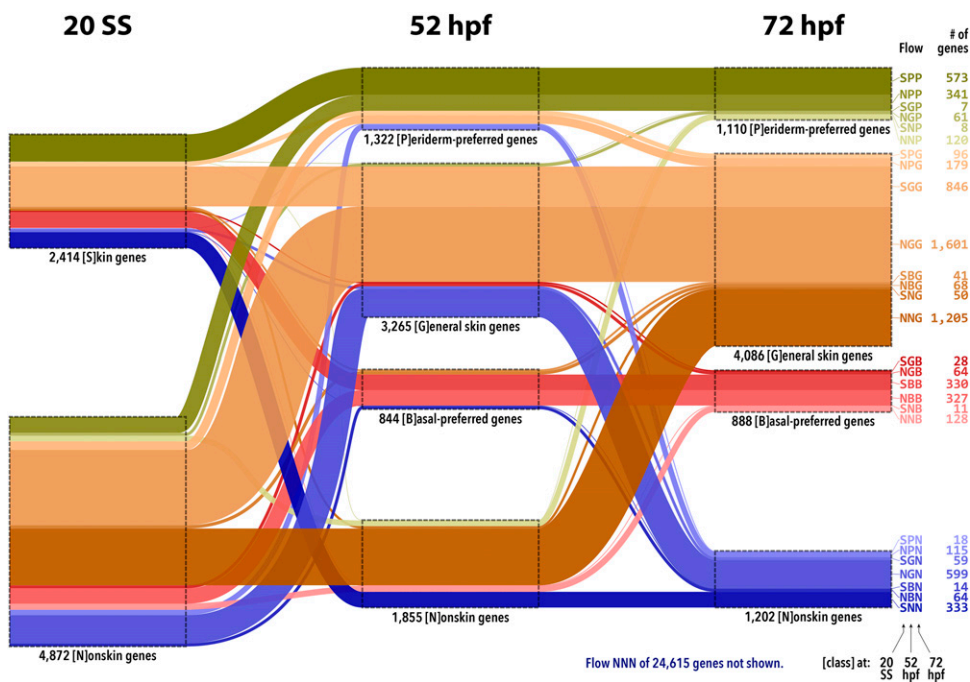 20 SS
52 hpf
72 hpf
Flow
# of
genes
SPP 573
NPP 341
SGP 7
NGP 61
SNP 8
NNP 120
SPG 96
NPG 179
SGG 846
NGG 1,601
SBG 41
NBG 68
SNG 50
NNG 1,205
SGB 28
NGB 64
SBB 330
NBB 327
SNB 11
NNB 128
SPN 18
NPN 115
SGN 59
NGN 599
SBN 14
NBN 64
SNN 333
1,322 [P]eriderm-preferred genes
1,110 [P]eriderm-preferred genes
2,414 [S]kin genes
3,265 [G]eneral skin genes
4,086 [G]eneral skin genes
844 [B]asal-preferred genes
888 [B]asal-preferred genes
1,855 [N]onskin genes
1,202 [N]onskin genes
4,872 [N]onskin genes
Flow NNN of 24,615 genes not shown.
[class] at: 20 52 72
SS hpf hpf